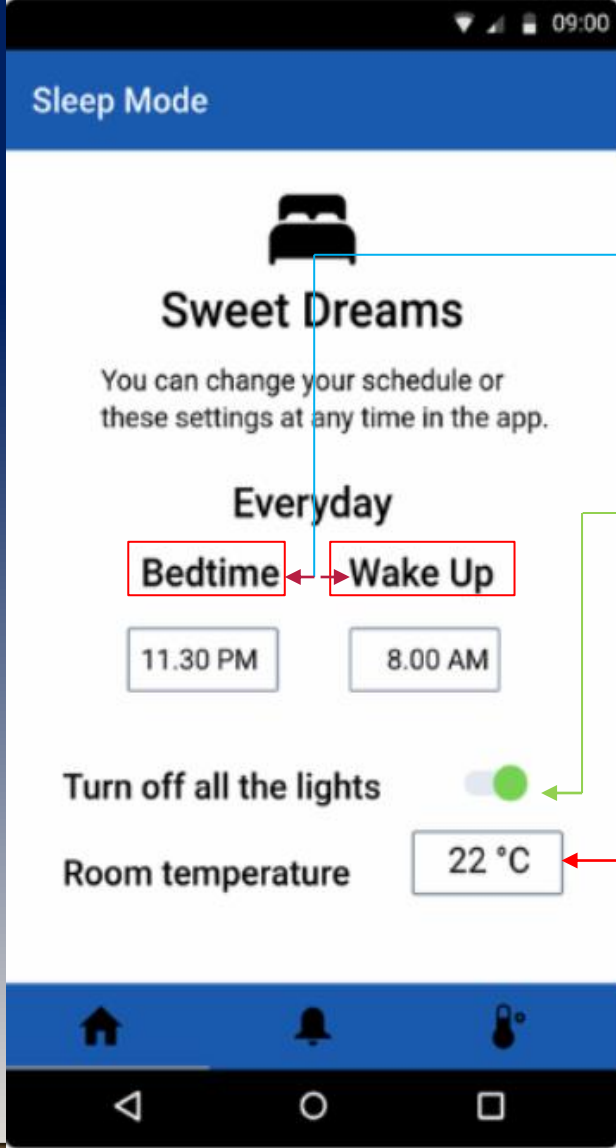 09:00
Sleep Mode
Sweet Dreams
You can change your schedule or
these settings at any time in the app.
Everyday
Bedtime Wake Up
11.30 PM 8.00 AM
Turn off all the lights
Room temperature 22 °C